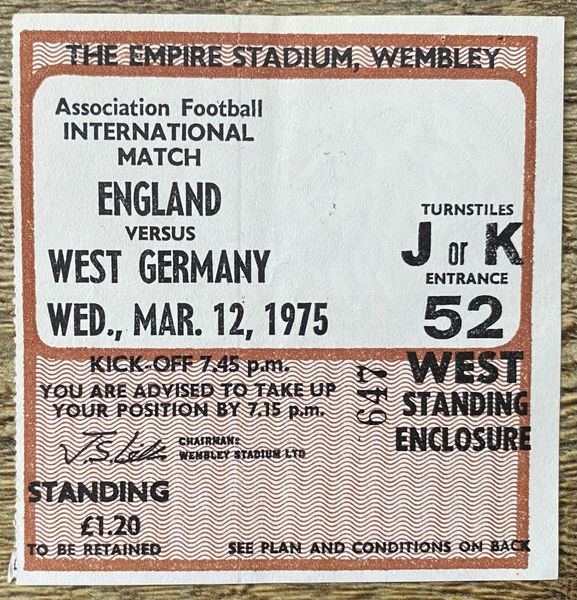 THE EMPIRE STADIUM, WEMBLEY
Association Football
INTERNATIONAL
MATCH
ENGLAND
VERSUS
WEST GERMANY
WED., MAR. 12, 1975
TURNSTILES
J or K
ENTRANCE
52
WEST
STANDING
ENCLOSURE
KICK-OFF 7.45 p.m.
YOU ARE ADVISED TO TAKE UP
YOUR POSITION BY 7.15 p.m.
647
J.S. Lillis
CHAIRMAN:
WEMBLEY STADIUM LTD
STANDING
£1.20
TO BE RETAINED
SEE PLAN AND CONDITIONS ON BACK